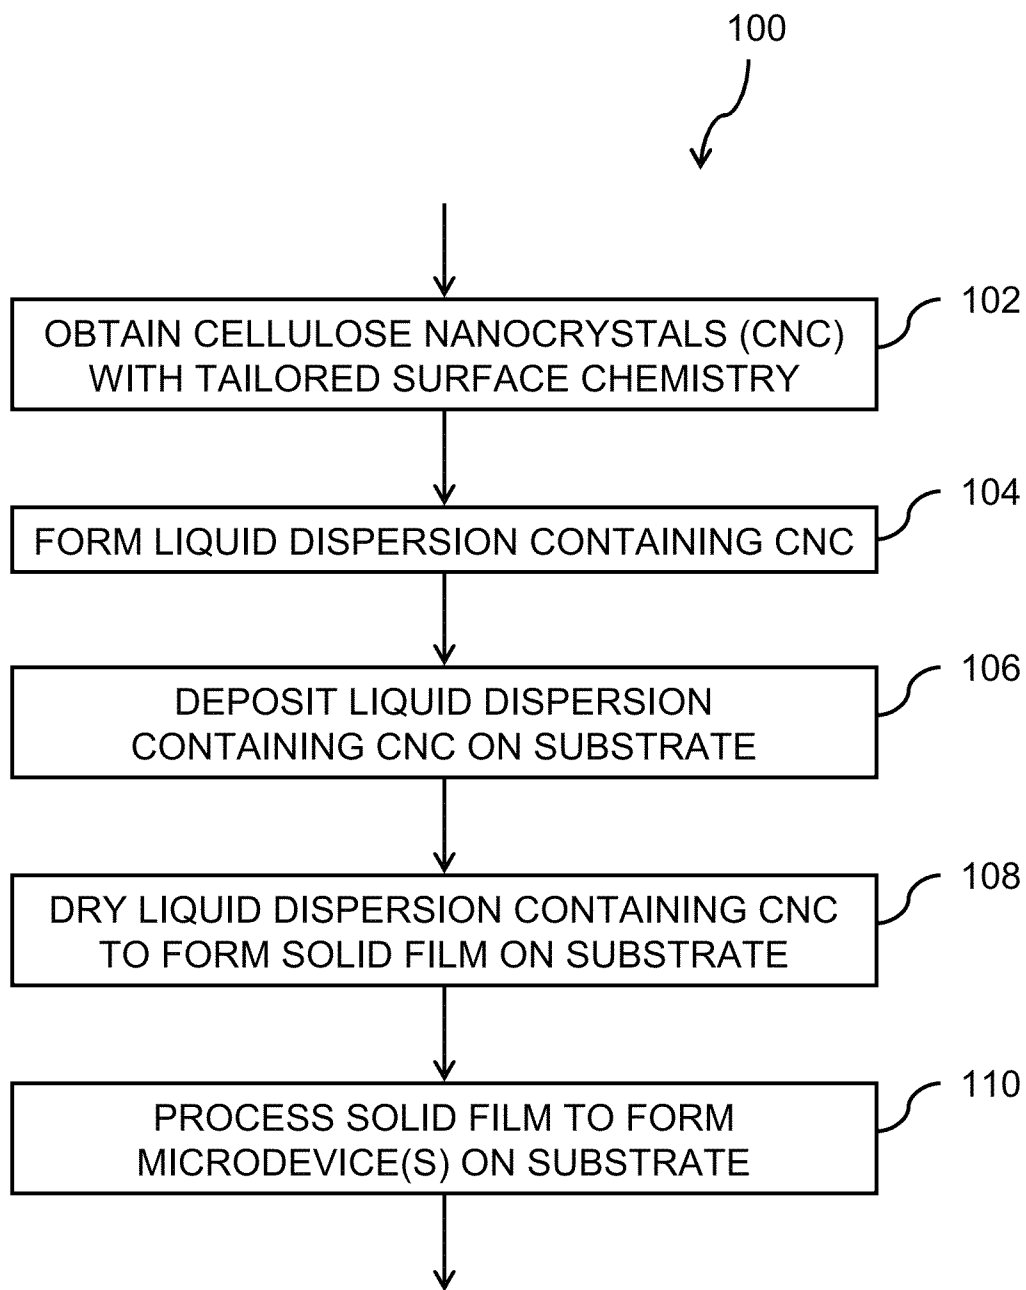 100
102
OBTAIN CELLULOSE NANOCRYSTALS (CNC)
WITH TAILORED SURFACE CHEMISTRY
104
FORM LIQUID DISPERSION CONTAINING CNC
106
DEPOSIT LIQUID DISPERSION
CONTAINING CNC ON SUBSTRATE
108
DRY LIQUID DISPERSION CONTAINING CNC
TO FORM SOLID FILM ON SUBSTRATE
110
PROCESS SOLID FILM TO FORM
MICRODEVICE(S) ON SUBSTRATE